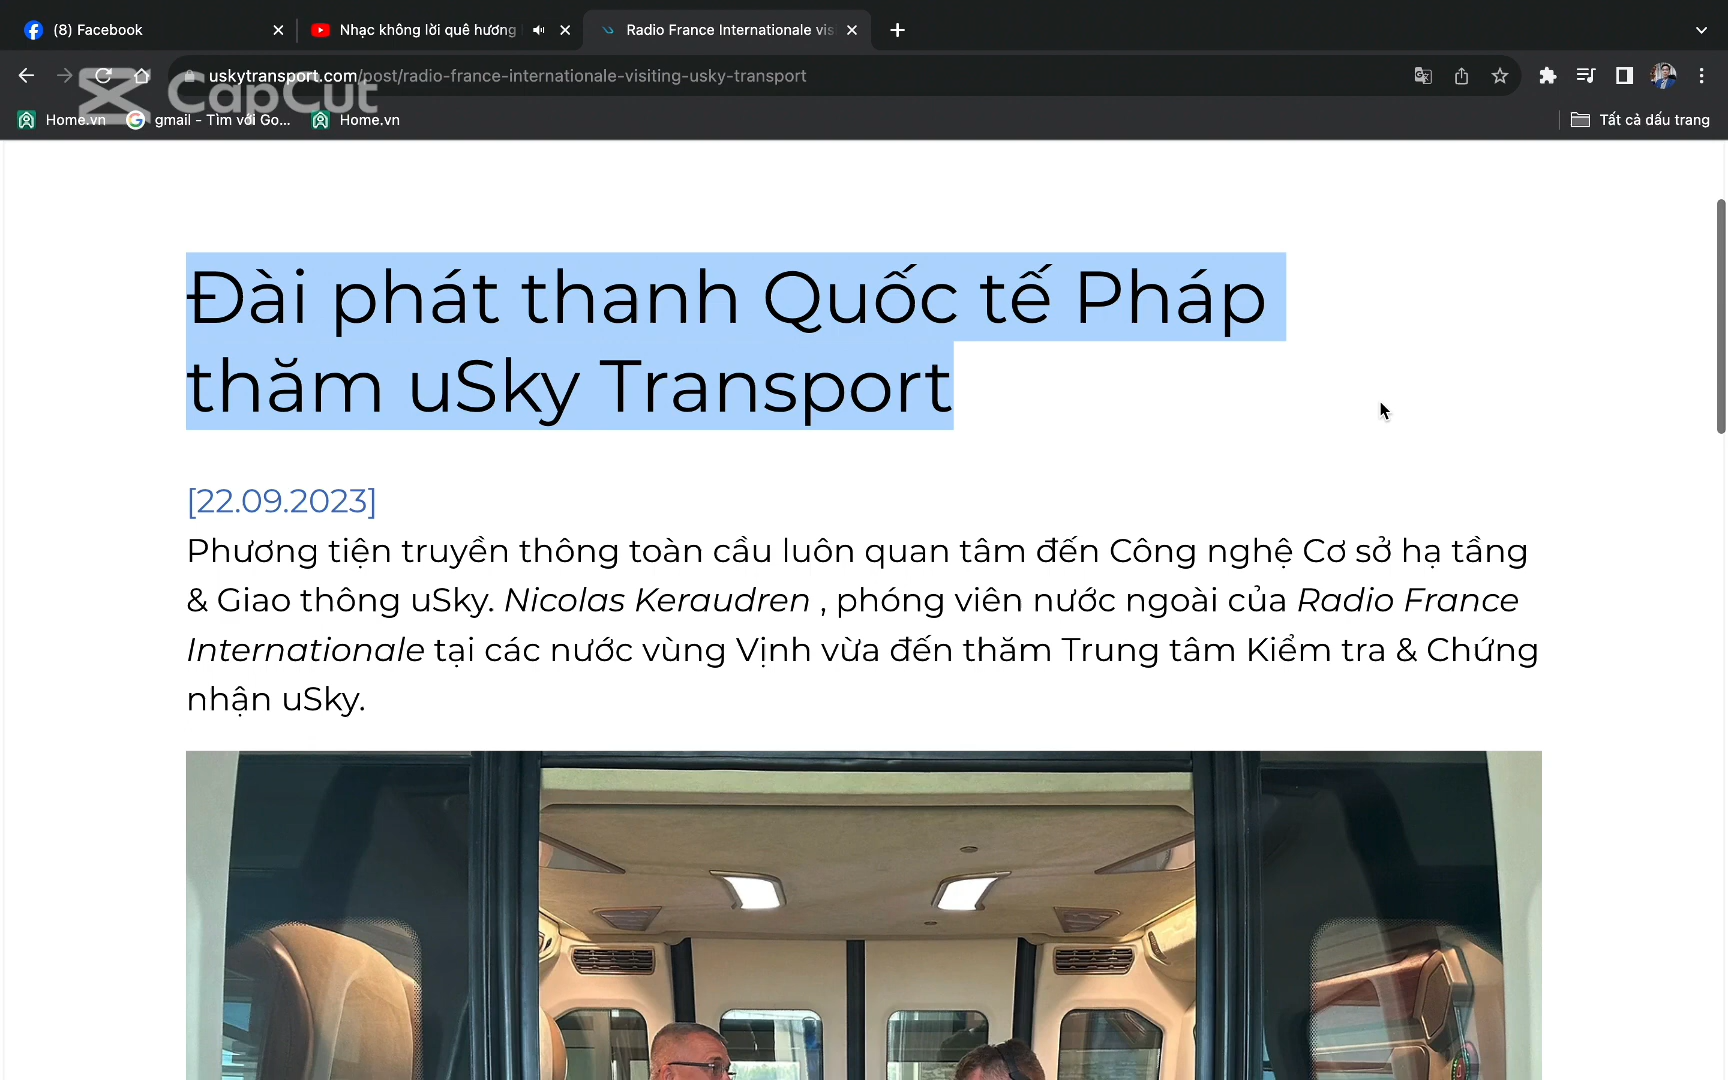 (8) Facebook
Nhạc không lời quê hương
Radio France Internationale vis
uskytransport.com/post/radio-france-internationale-visiting-usky-transport
CapCut
Home.vn
gmail - Tìm với Go...
Home.vn
Tất cả dấu trang
Đài phát thanh Quốc tế Pháp
thăm uSky Transport
[22.09.2023]
Phương tiện truyền thông toàn cầu luôn quan tâm đến Công nghệ Cơ sở hạ tầng
& Giao thông uSky. Nicolas Keraudren , phóng viên nước ngoài của Radio France
Internationale tại các nước vùng Vịnh vừa đến thăm Trung tâm Kiểm tra & Chứng
nhận uSky.